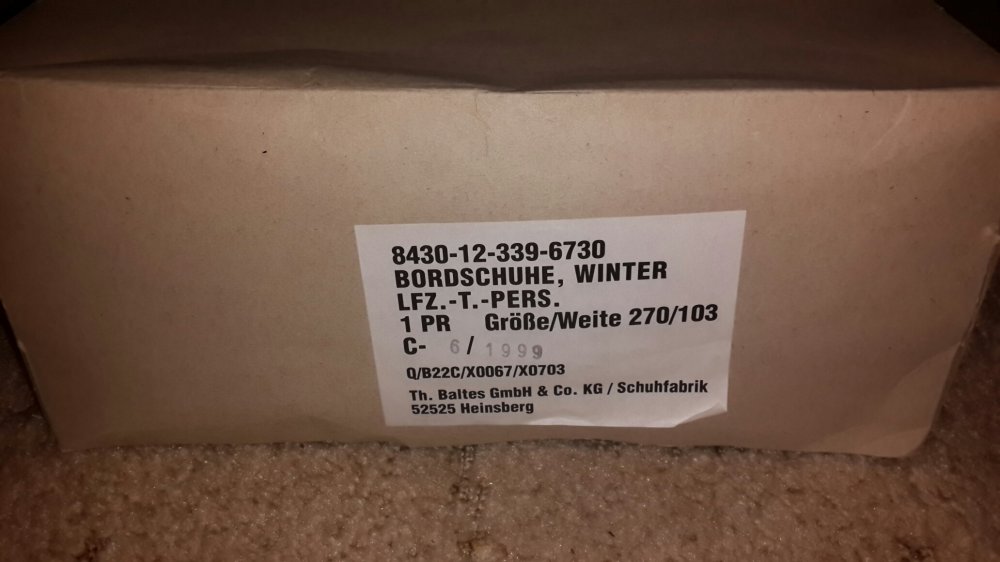 8430-12-339-6730
BORDSCHUHE, WINTER
LFZ.-T.-PERS.
1 PR Größe/Weite 270/103
C- 6 / 1999
Q/B22C/X0067/X0703
Th. Baltes GmbH & Co. KG / Schuhfabrik
52525 Heinsberg